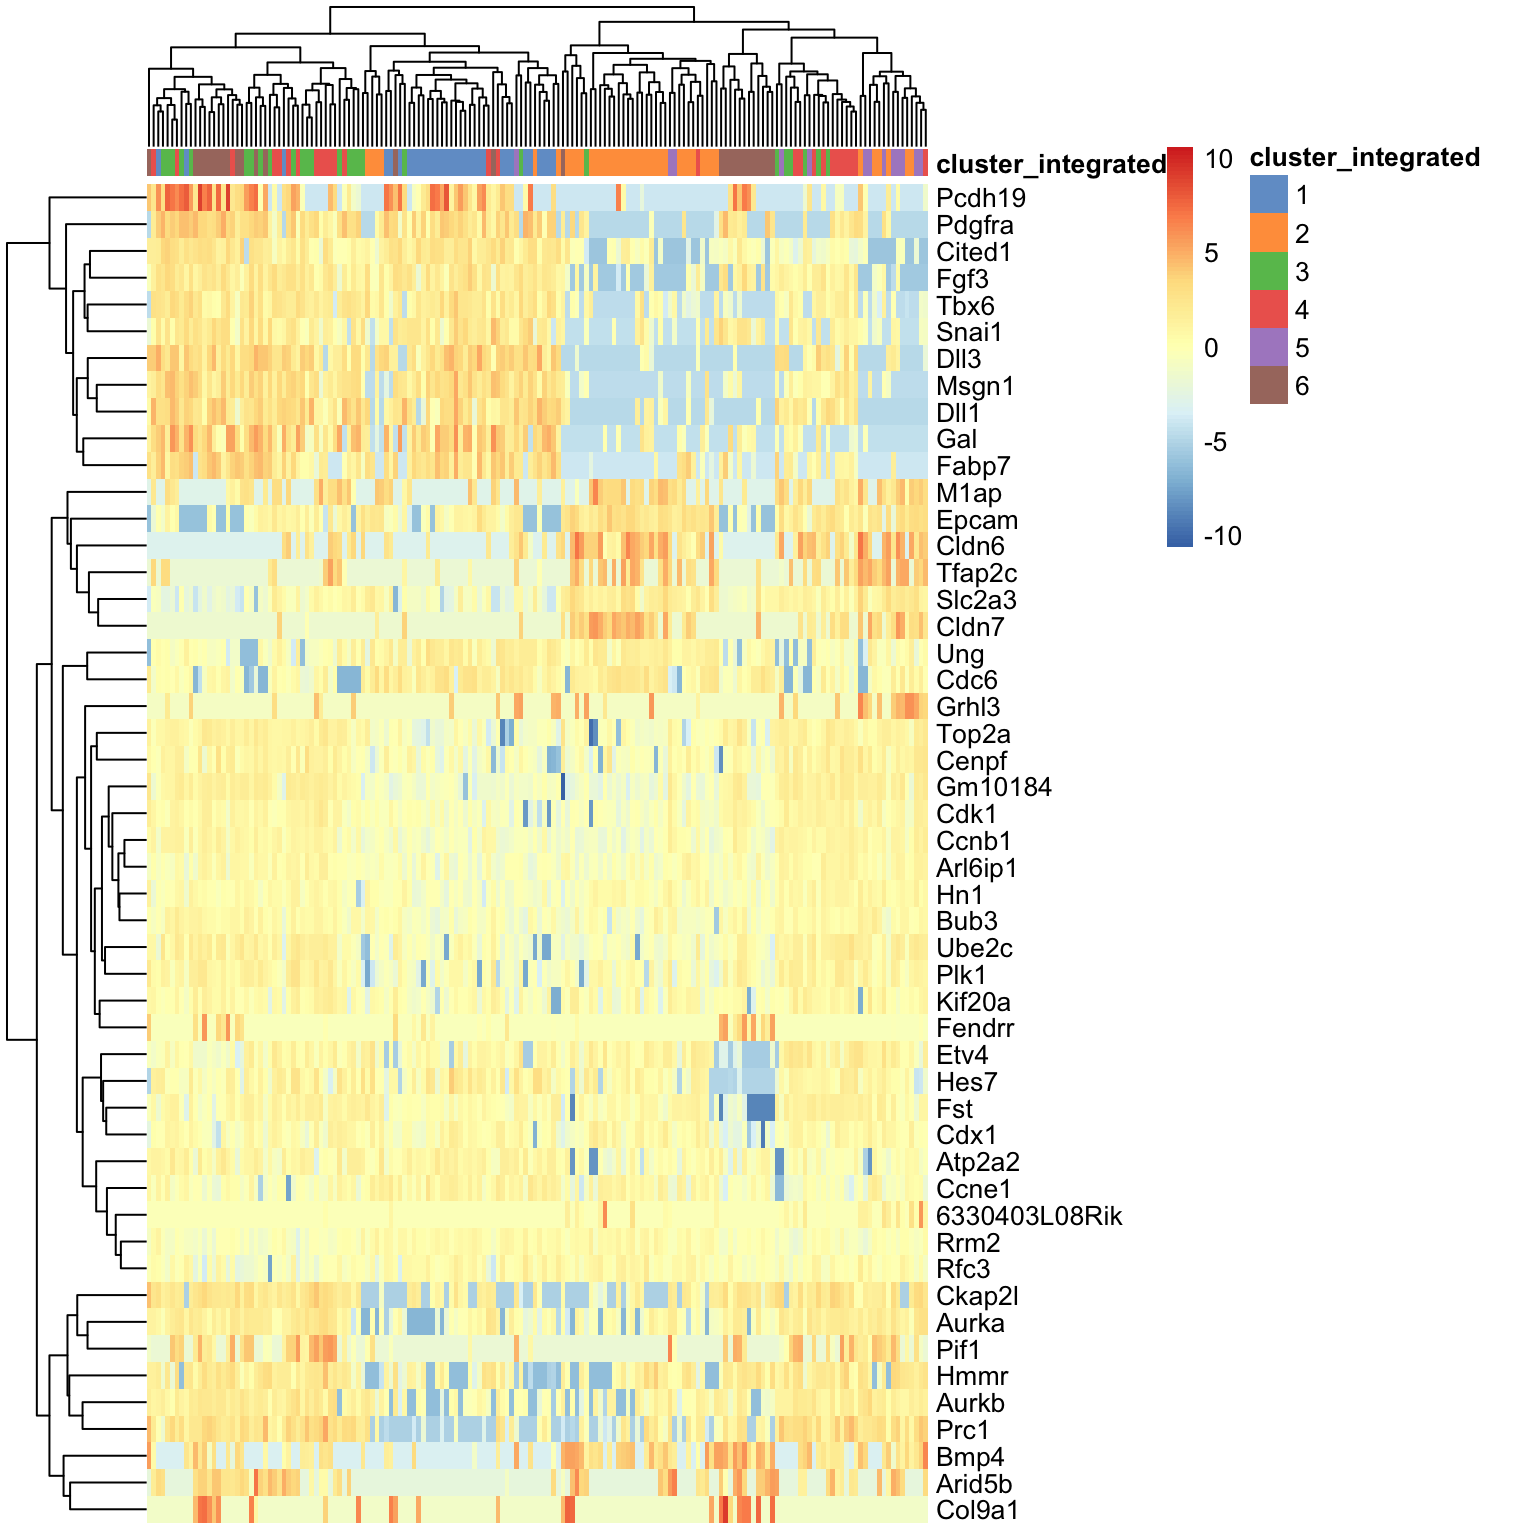 cluster_integrated
10
5
0
-5
-10
cluster_integrated
1
2
3
4
5
6
Pcdh19
Pdgfra
Cited1
Fgf3
Tbx6
Snai1
Dll3
Msgn1
Dll1
Gal
Fabp7
M1ap
Epcam
Cldn6
Tfap2c
Slc2a3
Cldn7
Ung
Cdc6
Grhl3
Top2a
Cenpf
Gm10184
Cdk1
Ccnb1
Arl6ip1
Hn1
Bub3
Ube2c
Plk1
Kif20a
Fendrr
Etv4
Hes7
Fst
Cdx1
Atp2a2
Ccne1
6330403L08Rik
Rrm2
Rfc3
Ckap2l
Aurka
Pif1
Hmmr
Aurkb
Prc1
Bmp4
Arid5b
Col9a1